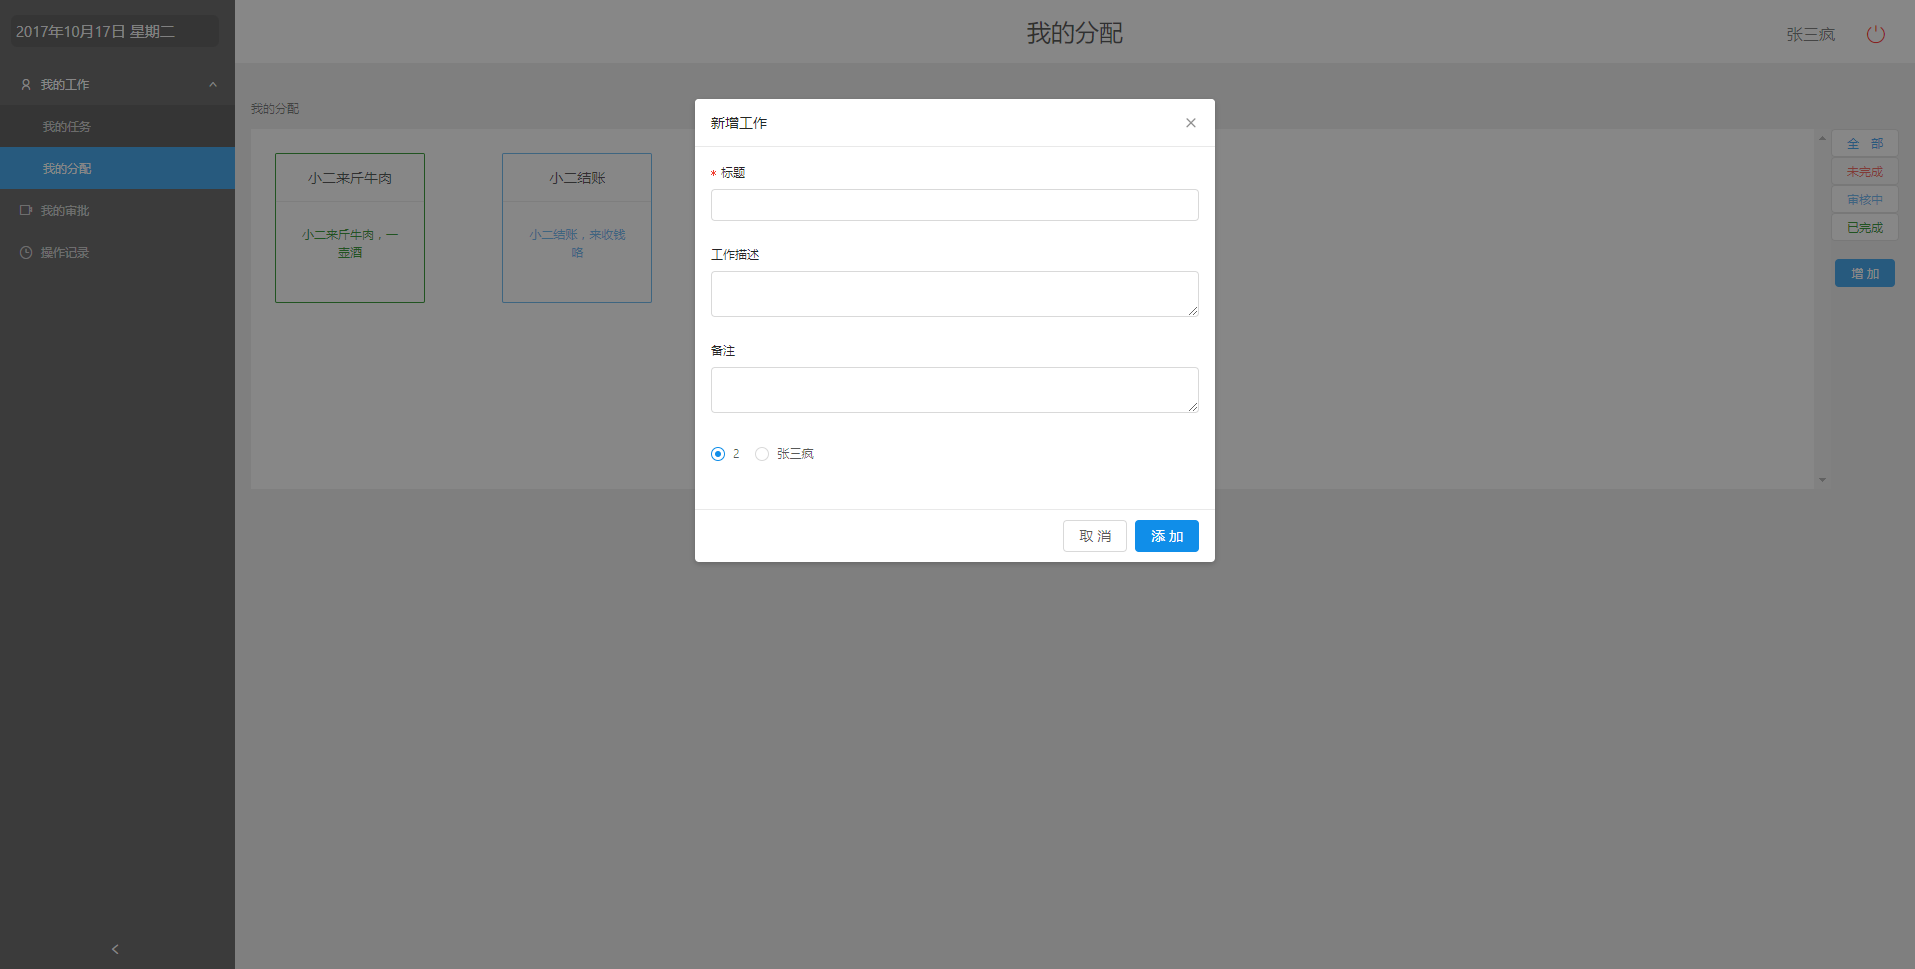 2017年10月17日 星期二
我的工作
我的任务
我的分配
我的审批
操作记录
我的分配
张三疯
我的分配
小二来斤牛肉
小二来斤牛肉，一
壶酒
小二结账
小二结账，来收钱
咯
新增工作
* 标题
工作描述
备注
2 张三疯
取 消 添 加
全 部
未完成
审核中
已完成
增 加